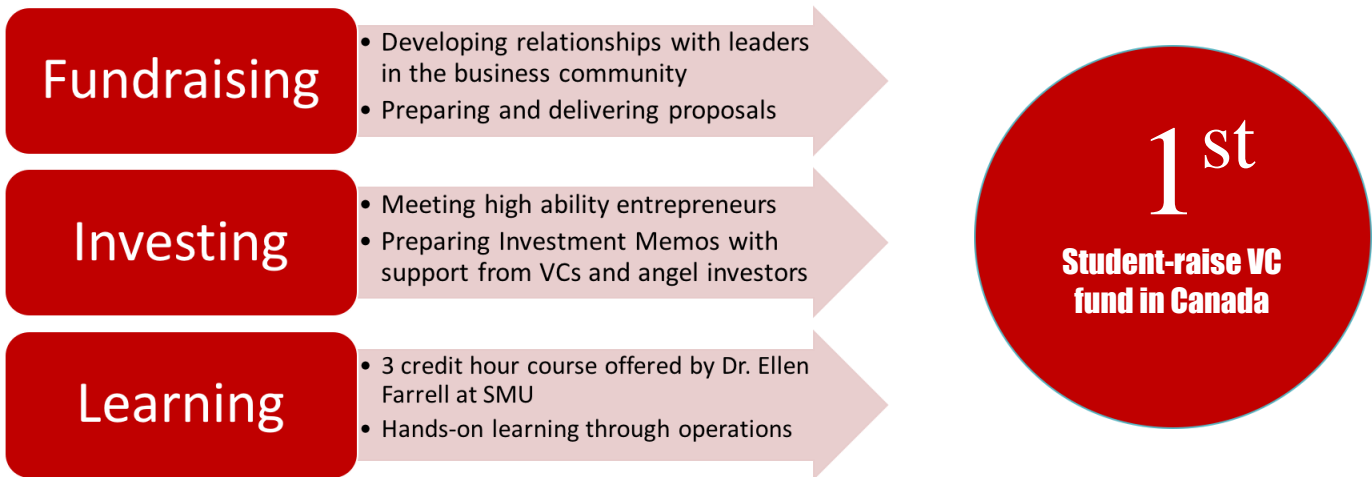 Fundraising
• Developing relationships with leaders
in the business community
• Preparing and delivering proposals
Investing
• Meeting high ability entrepreneurs
• Preparing Investment Memos with
support from VCs and angel investors
Learning
• 3 credit hour course offered by Dr. Ellen
Farrell at SMU
• Hands-on learning through operations
1st
Student-raise VC
fund in Canada